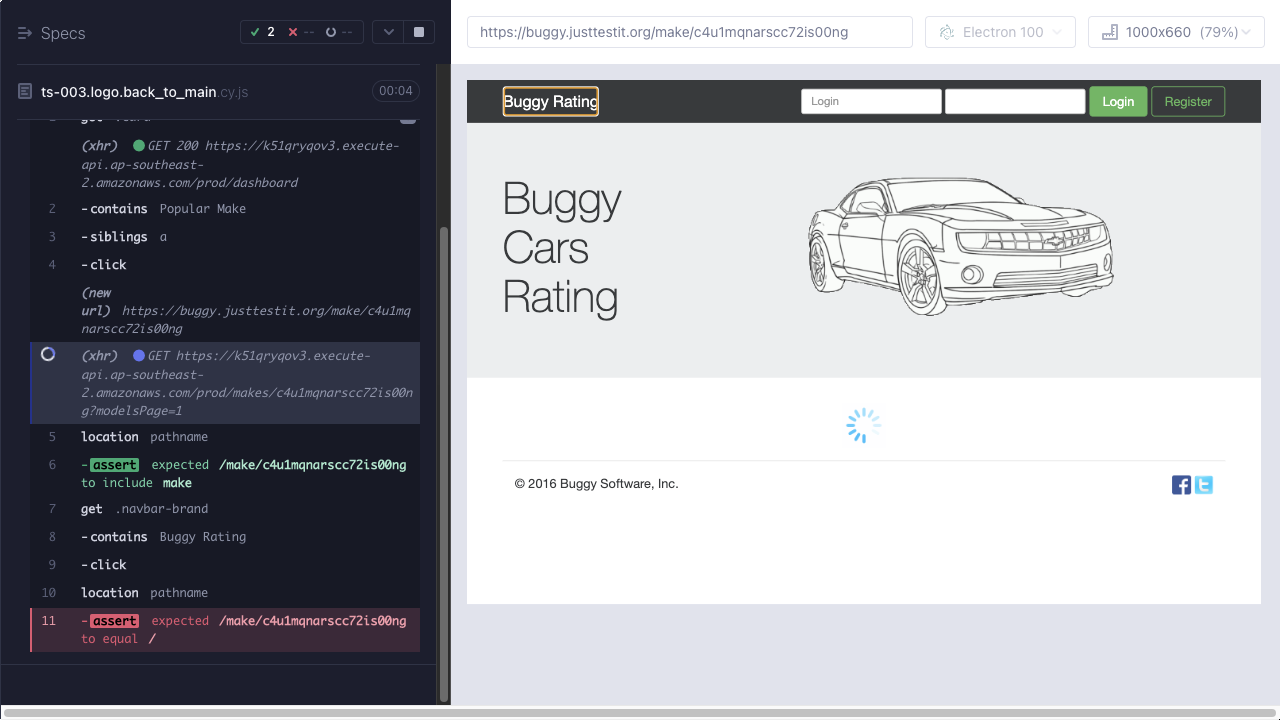 Specs
2 -- --
ts-003.logo.back_to_main.cy.js 00:04
(xhr) GET 200 https://k51qryqov3.execute-
api.ap-southeast-
2.amazonaws.com/prod/dashboard
2 -contains Popular Make
3 -siblings a
4 -click
(new
url) https://buggy.justtestit.org/make/c4u1mq
narscc72is00ng
(xhr) GET https://k51qryqov3.execute-
api.ap-southeast-
2.amazonaws.com/prod/makes/c4u1mqnarscc72is00n
g?modelsPage=1
5 location pathname
6 -assert expected /make/c4u1mqnarscc72is00ng
to include make
7 get .navbar-brand
8 -contains Buggy Rating
9 -click
10 location pathname
11 -assert expected /make/c4u1mqnarscc72is00ng
to equal /
https://buggy.justtestit.org/make/c4u1mqnarscc72is00ng
Electron 100
1000x660 (79%)
Buggy Rating
Login
Login
Register
Buggy
Cars
Rating
© 2016 Buggy Software, Inc.